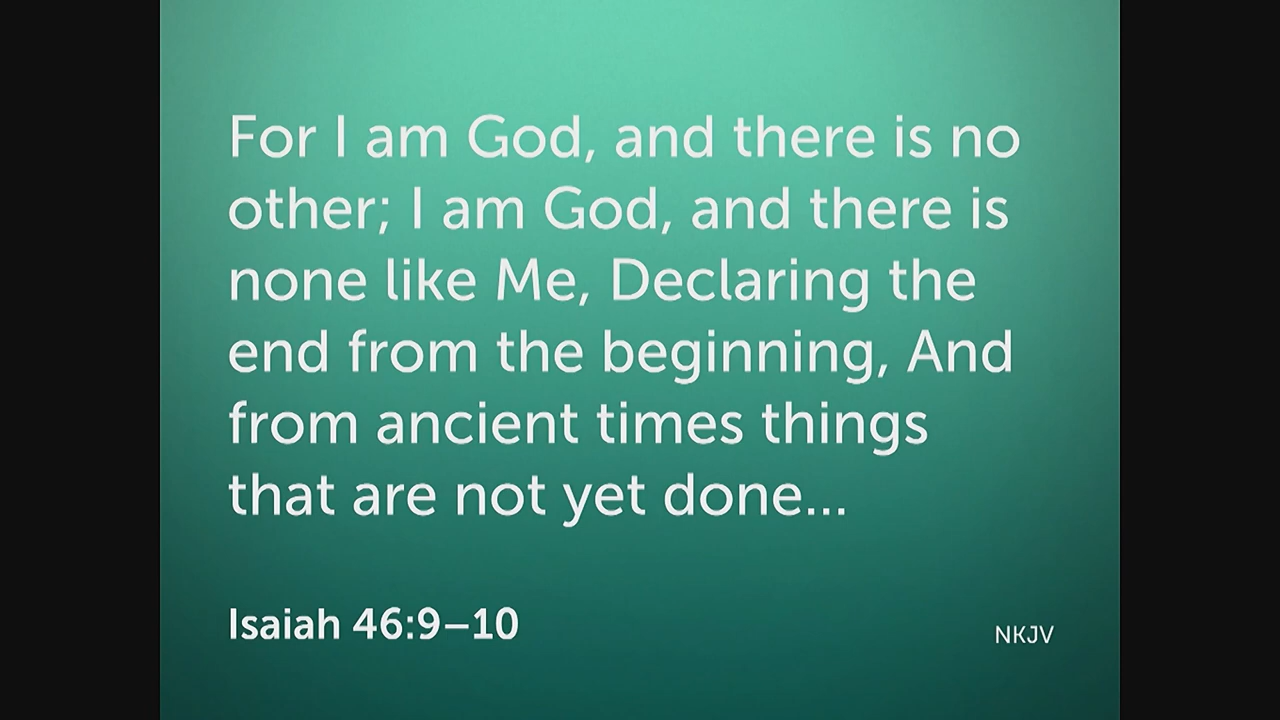 For I am God, and there is no
other; I am God, and there is
none like Me, Declaring the
end from the beginning, And
from ancient times things
that are not yet done...
Isaiah 46:9–10
NKJV